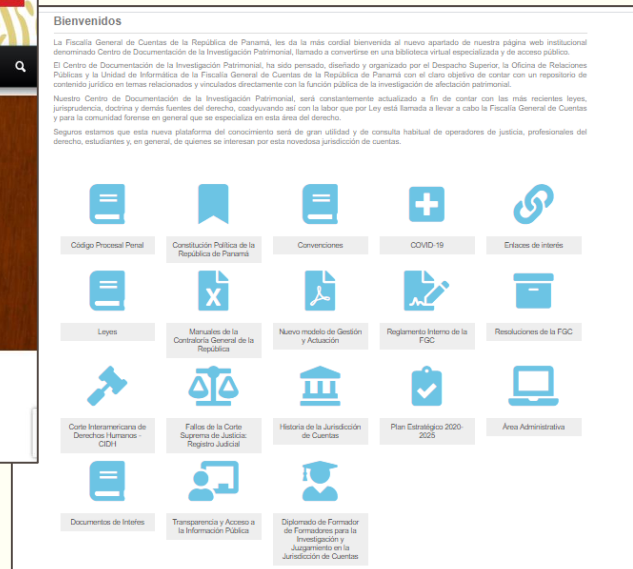 Bienvenidos
La Fiscalía General de Cuentas de la República de Panamá, les da la más cordial bienvenida al nuevo apartado de nuestra página web institucional
denominado Centro de Documentación de la Investigación Patrimonial, llamado a convertirse en una biblioteca virtual especializada y de acceso público.
El Centro de Documentación de la Investigación Patrimonial, ha sido pensado, diseñado y organizado por el Despacho Superior, la Oficina de Relaciones
Públicas y la Unidad de Informática de la Fiscalía General de Cuentas de la República de Panamá con el claro objetivo de contar con un repositorio de
contenido jurídico en temas relacionados y vinculados directamente con la función pública de la investigación de afectación patrimonial.
Nuestro Centro de Documentación de la Investigación Patrimonial, será constantemente actualizado a fin de contar con las más recientes leyes,
jurisprudencia, doctrina y demás fuentes del derecho, coadyuvando así con la labor que por Ley está llamada a llevar a cabo la Fiscalía General de Cuentas
y para la comunidad forense en general que se especializa en esta área del derecho.
Seguros estamos que esta nueva plataforma del conocimiento será de gran utilidad y de consulta habitual de operadores de justicia, profesionales del
derecho, estudiantes y, en general, de quienes se interesan por esta novedosa jurisdicción de cuentas.
Código Procesal Penal
Constitución Política de la
República de Panamá
Convenciones
COVID-19
Enlaces de interés
Leyes
Manuales de la
Contraloría General de la
República
Nuevo modelo de Gestión
y Actuación
Reglamento Interno de la
FGC
Resoluciones de la FGC
Corte Interamericana de
Derechos Humanos -
CIDH
Fallos de la Corte
Suprema de Justicia:
Registro Judicial
Historia de la Jurisdicción
de Cuentas
Plan Estratégico 2020-
2025
Área Administrativa
Documentos de Interés
Transparencia y Acceso a
la Información Pública
Diplomado de Formador
de Formadores para la
Investigación y
Juzgamiento en la
Jurisdicción de Cuentas